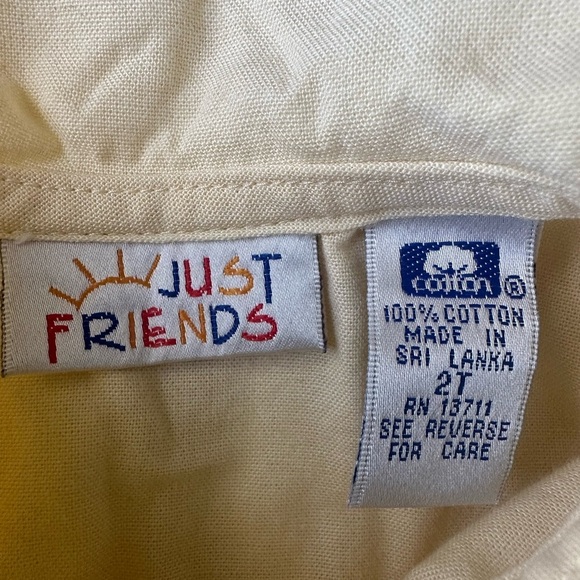 JUST
FRIENDS
COTTON ®
100% COTTON
MADE IN
SRI LANKA
2T
RN 13711
SEE REVERSE
FOR CARE